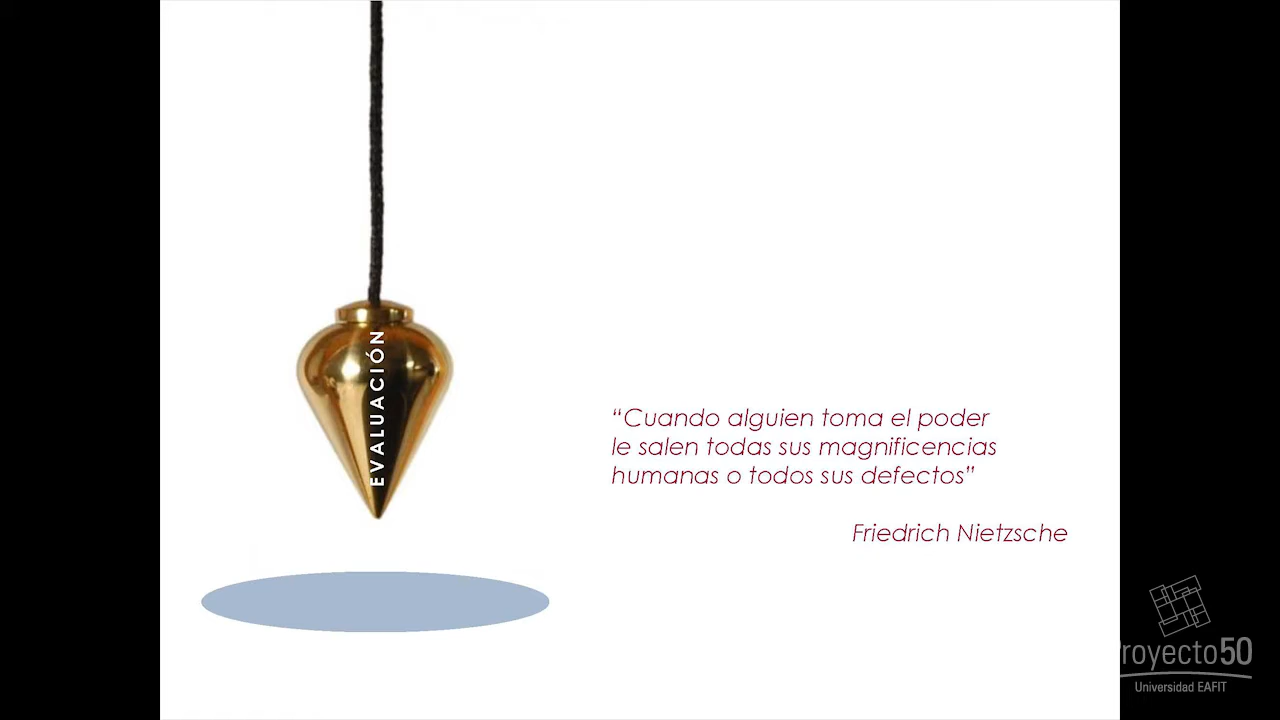 EVALUACIÓN
“Cuando alguien toma el poder
le salen todas sus magnificencias
humanas o todos sus defectos”
Friedrich Nietzsche
Proyecto50
Universidad EAFIT